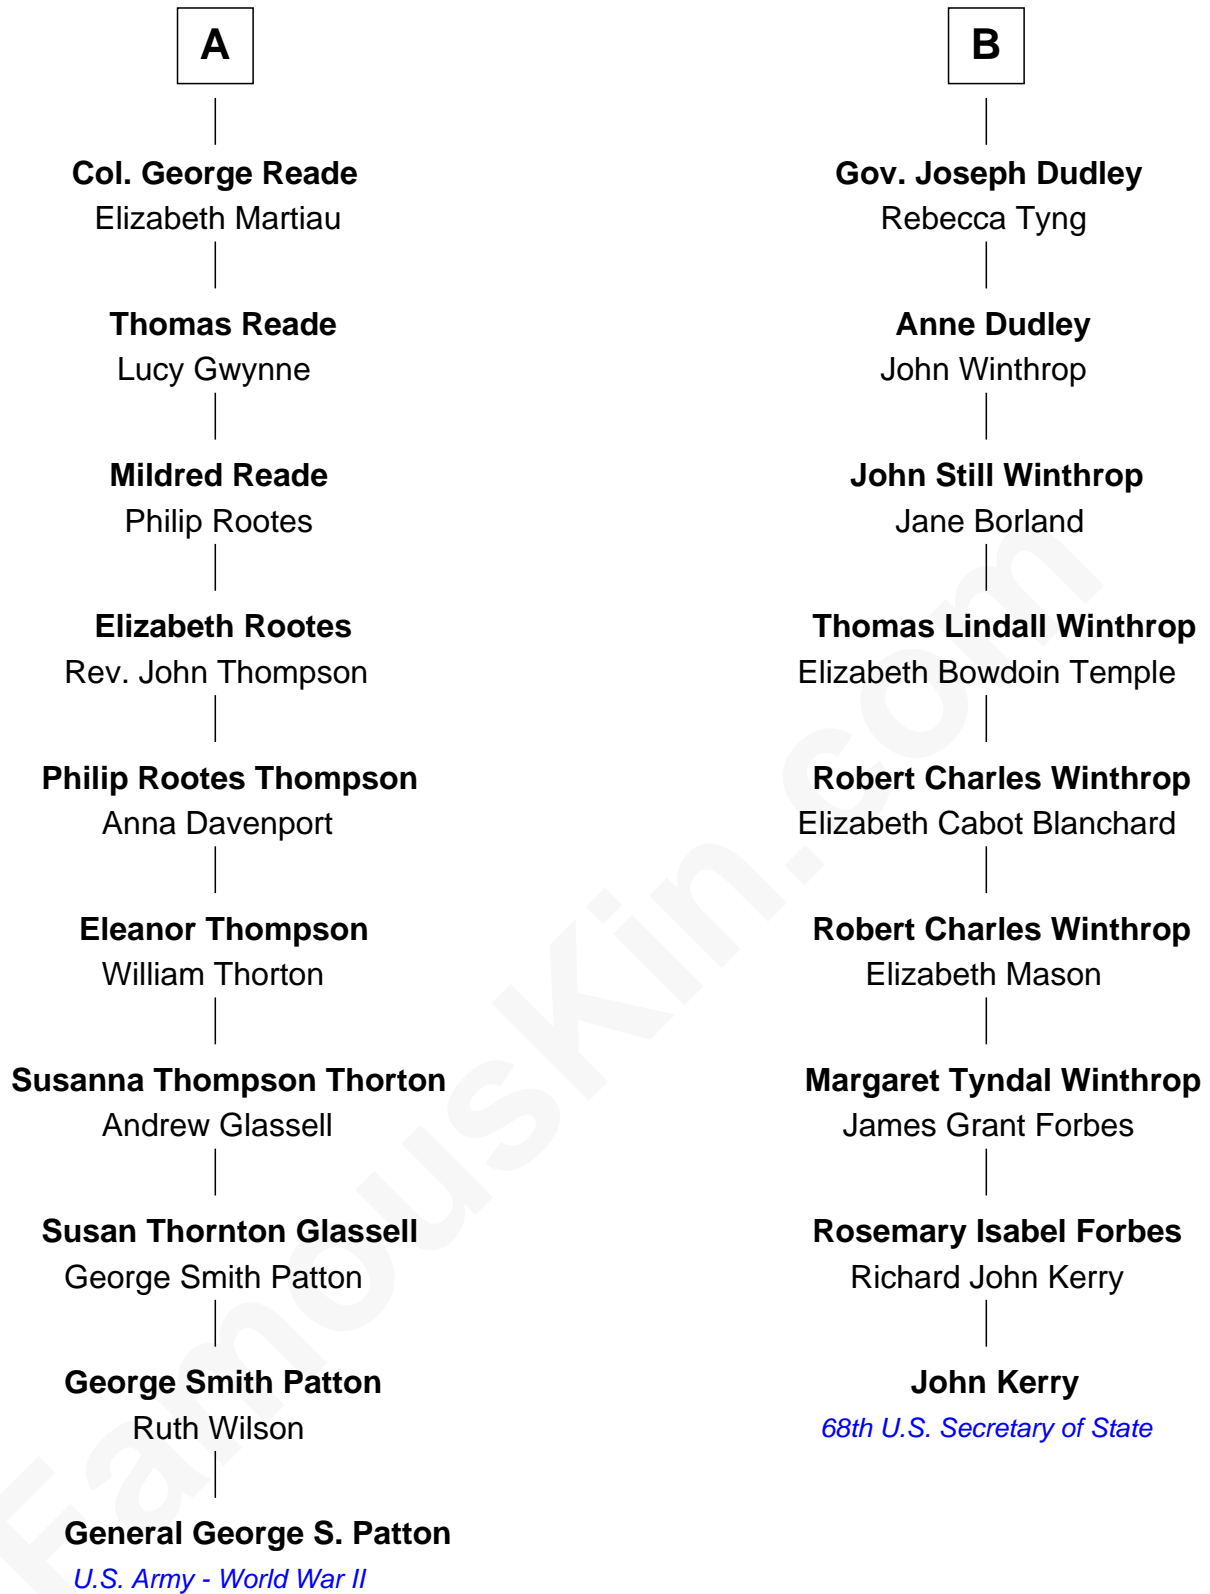 A
Col. George Reade
Elizabeth Martiau
Thomas Reade
Lucy Gwynne
Mildred Reade
Philip Rootes
Elizabeth Rootes
Rev. John Thompson
Philip Rootes Thompson
Anna Davenport
Eleanor Thompson
William Thorton
Susanna Thompson Thorton
Andrew Glassell
Susan Thornton Glassell
George Smith Patton
George Smith Patton
Ruth Wilson
General George S. Patton
U.S. Army - World War II
B
Gov. Joseph Dudley
Rebecca Tyng
Anne Dudley
John Winthrop
John Still Winthrop
Jane Borland
Thomas Lindall Winthrop
Elizabeth Bowdoin Temple
Robert Charles Winthrop
Elizabeth Cabot Blanchard
Robert Charles Winthrop
Elizabeth Mason
Margaret Tyndal Winthrop
James Grant Forbes
Rosemary Isabel Forbes
Richard John Kerry
John Kerry
68th U.S. Secretary of State
FamousKin.com